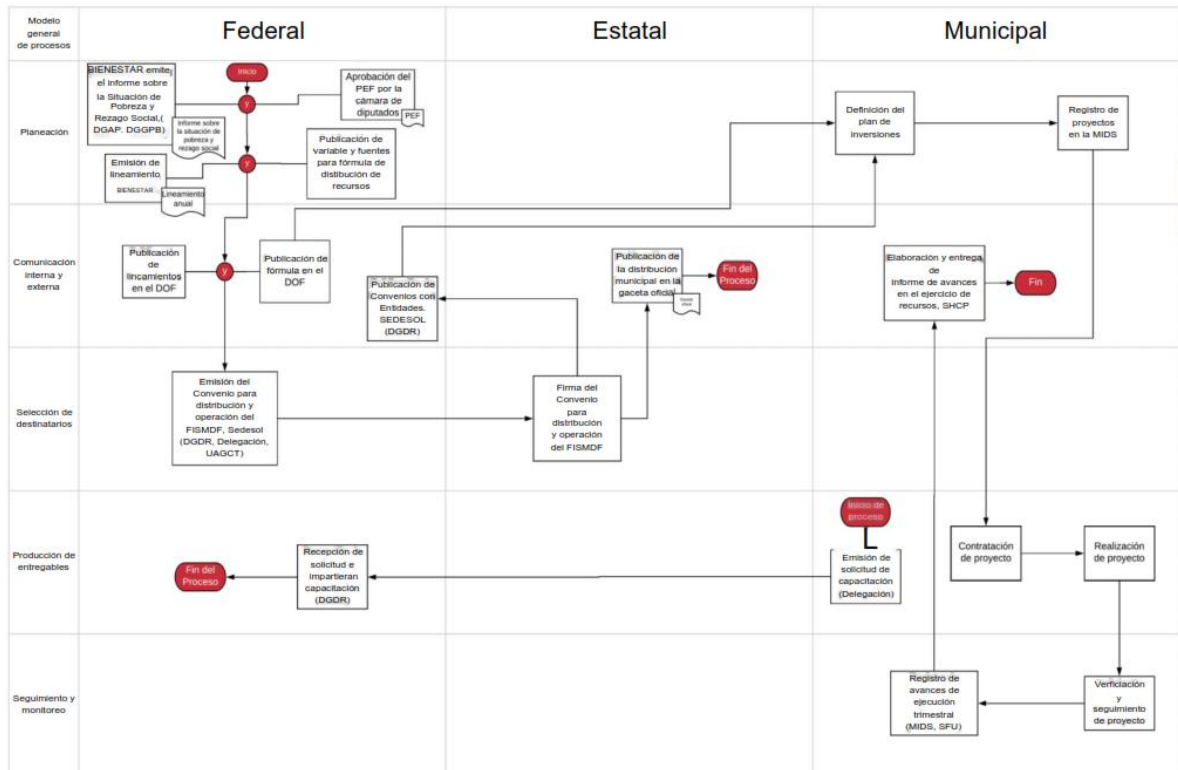 Modelo
general
de procesos
Federal
Estatal
Municipal
Planeación
BIENESTAR emite
el informe sobre
la Situación de
Pobreza y
Rezago Social,(
DGAP. DGGPB)
Informe sobre
la situación de
pobreza y
rezago social
Inicio
y
Aprobación del
PEF por la
cámara de
diputados
PEF
Emisión de
lineamiento,
BIENESTAR
Lineamiento
anual
y
Publicación de
variable y fuentes
para fórmula de
distibución de
recursos
Definición del
plan de
inversiones
Registro de
proyectos
en la MIDS
Comunicación
interna y
externa
Publicación
de
lincamientos
en el DOF
y
Publicación de
fórmula en el
DOF
Publicación de
Convenios con
Entidades.
SEDESOL
(DGDR)
Publicación de
la distribución
municipal en la
gaceta oficial
Fin del
Proceso
Elaboración y entrega
de
informe de avances
en el ejercicio de
recursos, SHCP
Fin
Selección de
destinatarios
Emisión del
Convenio para
distribución y
operación del
FISMDF, Sedesol
(DGDR, Delegación,
UAGCT)
Firma del
Convenio
para
distribución
y operación
del FISMDF
Producción de
entregables
Fin del
Proceso
Recepción de
solicitud e
impartieran
capacitación
(DGDR)
Inicio de
proceso
L
Emisión de
solicitud de
capacitación
(Delegación)
Contratación
de proyecto
Realización
de proyecto
Seguimiento y
monitoreo
Registro de
avances de
ejecución
trimestral
(MIDS, SFU)
Verficiación
y
seguimiento
de proyecto